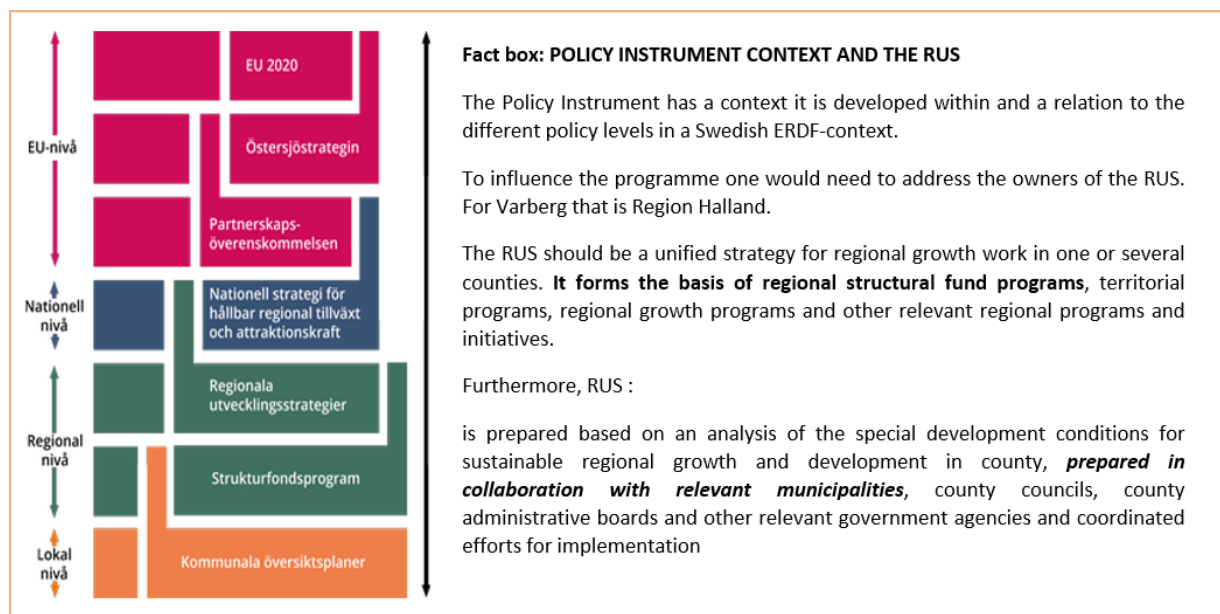 EU-nivå
Nationell
nivå
Regional
nivå
Lokal
nivå
EU 2020
Östersjöstrategin
Partnerskaps-
överenskommelsen
Nationell strategi för
hållbar regional tillväxt
och attraktionskraft
Regionala
utvecklingsstrategier
Strukturfondsprogram
Kommunala översiktsplaner
Fact box: POLICY INSTRUMENT CONTEXT AND THE RUS
The Policy Instrument has a context it is developed within and a relation to the
different policy levels in a Swedish ERDF-context.
To influence the programme one would need to address the owners of the RUS.
For Varberg that is Region Halland.
The RUS should be a unified strategy for regional growth work in one or several
counties. It forms the basis of regional structural fund programs, territorial
programs, regional growth programs and other relevant regional programs and
initiatives.
Furthermore, RUS :
is prepared based on an analysis of the special development conditions for
sustainable regional growth and development in county, prepared in
collaboration with relevant municipalities, county councils, county
administrative boards and other relevant government agencies and coordinated
efforts for implementation